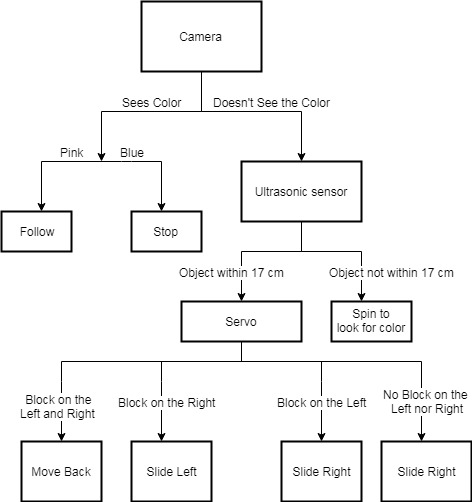 Camera
Sees Color
Doesn't See the Color
Pink
Blue
Ultrasonic sensor
Follow
Stop
Object within 17 cm
Object not within 17 cm
Servo
Spin to
look for color
Block on the
Left and Right
Block on the Right
Block on the Left
No Block on the
Left nor Right
Move Back
Slide Left
Slide Right
Slide Right